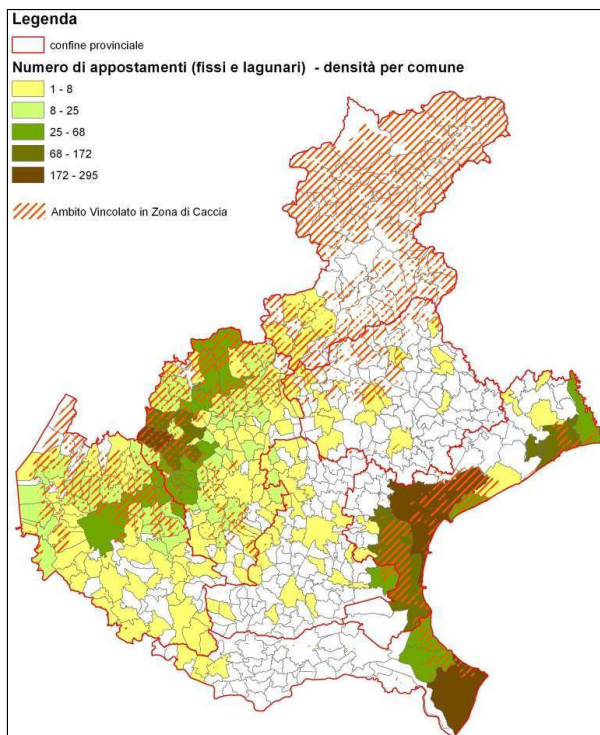 Legenda
confine provinciale
Numero di appostamenti (fissi e lagunari) - densità per comune
1 - 8
8 - 25
25 - 68
68 - 172
172 - 295
Ambito Vincolato in Zona di Caccia